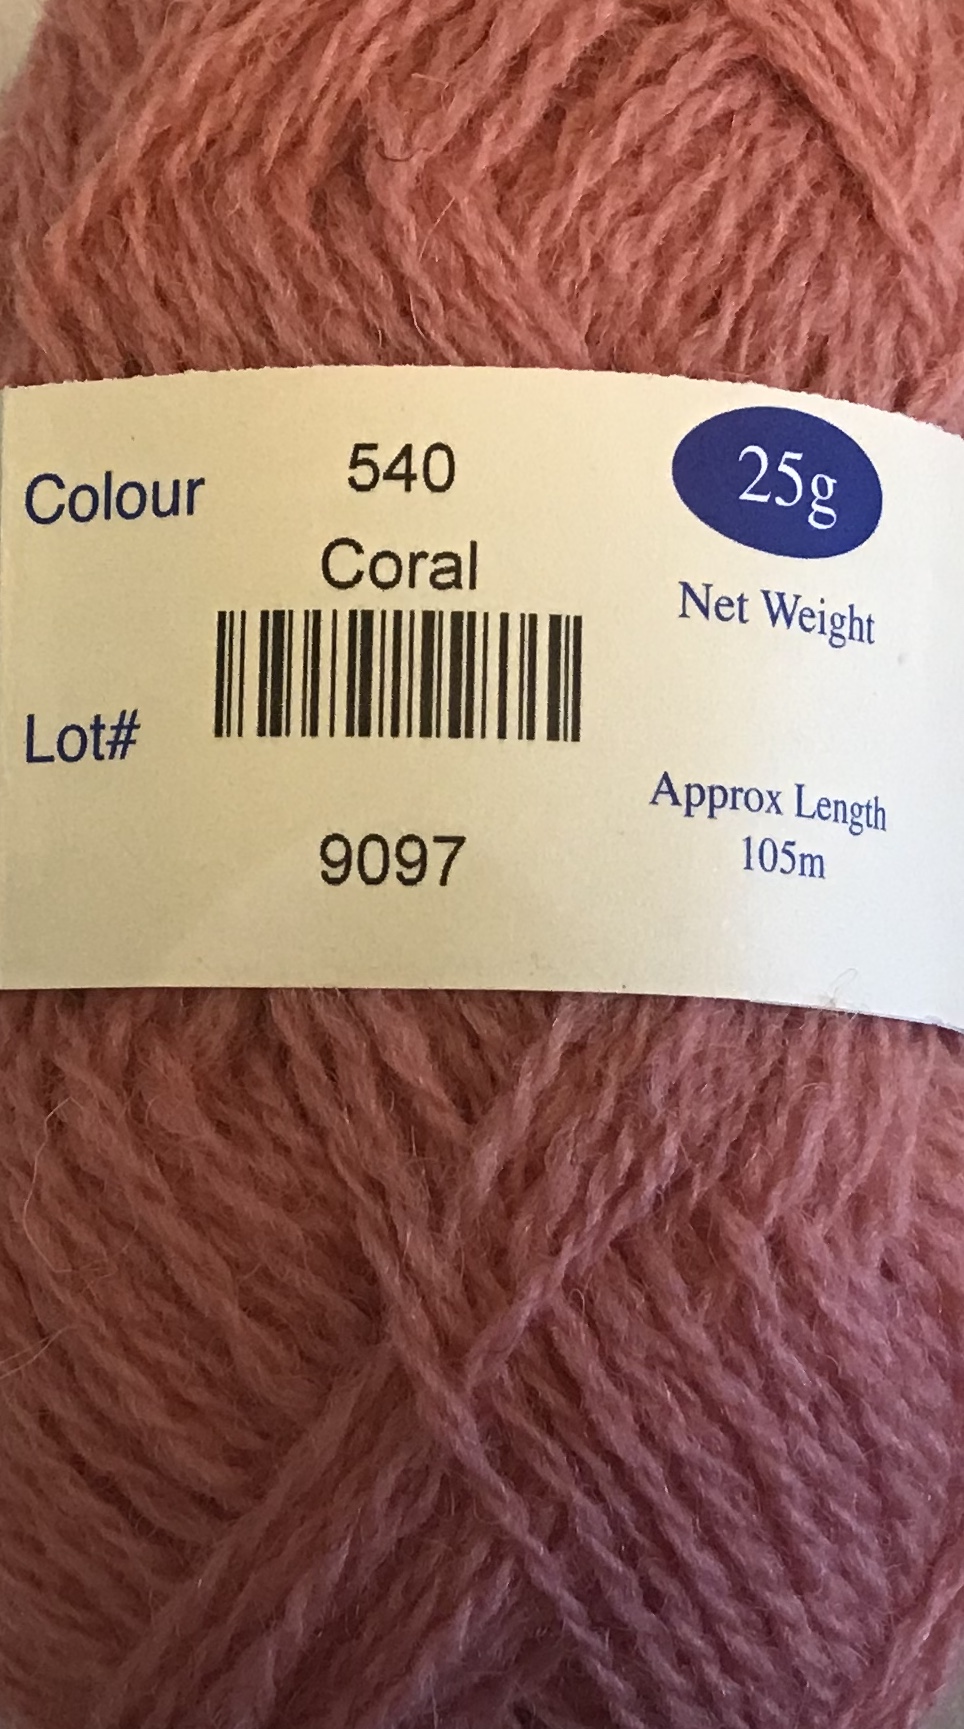 Colour
540
Coral
Lot#
9097
25g
Net Weight
Approx Length
105m